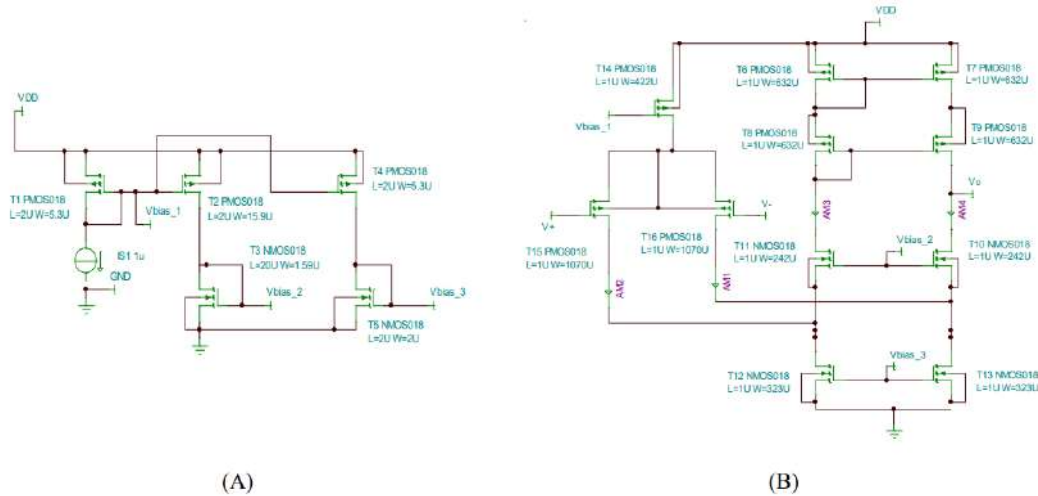 VDD
T1 PMOS018
L=2U W=5.3U
Vbias_1
T2 PMOS018
L=2U W=15.9U
T4 PMOS018
L=2U W=5.3U
IS1 1u
GND
T3 NMOS018
L=20U W=1.59U
Vbias_2
Vbias_3
T5 NMOS018
L=2U W=2U
(A)
VDD
T14 PMOS018
L=1U W=422U
T6 PMOS018
L=1U W=632U
T7 PMOS018
L=1U W=632U
Vbias_1
T8 PMOS018
L=1U W=632U
T9 PMOS018
L=1U W=632U
V+
V-
Vo
T15 PMOS018
L=1U W=1070U
T16 PMOS018
L=1U W=1070U
AM3
AM4
T11 NMOS018
L=1U W=242U
Vbias_2
T10 NMOS018
L=1U W=242U
AM2
AM1
Vbias_3
T12 NMOS018
L=1U W=323U
T13 NMOS018
L=1U W=323U
(B)